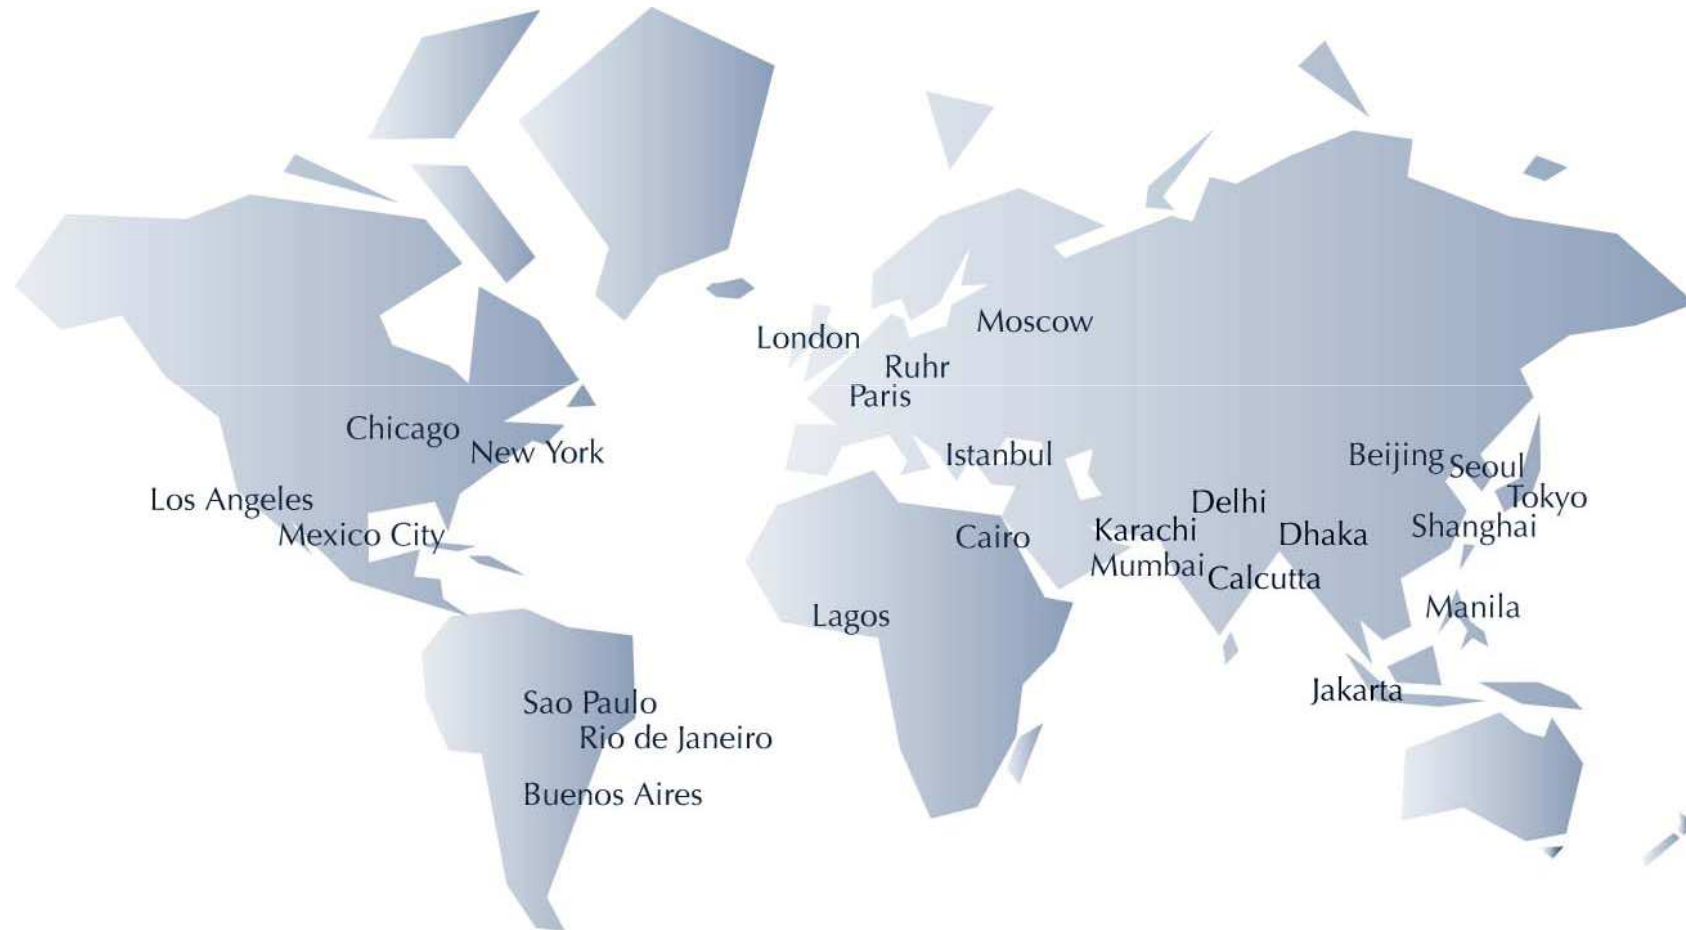 London
Moscow
Ruhr
Paris
Chicago
New York
Istanbul
Beijing
Seoul
Los Angeles
Delhi
Tokyo
Mexico City
Cairo
Karachi
Dhaka
Shanghai
Mumbai
Calcutta
Lagos
Manila
Sao Paulo
Jakarta
Rio de Janeiro
Buenos Aires